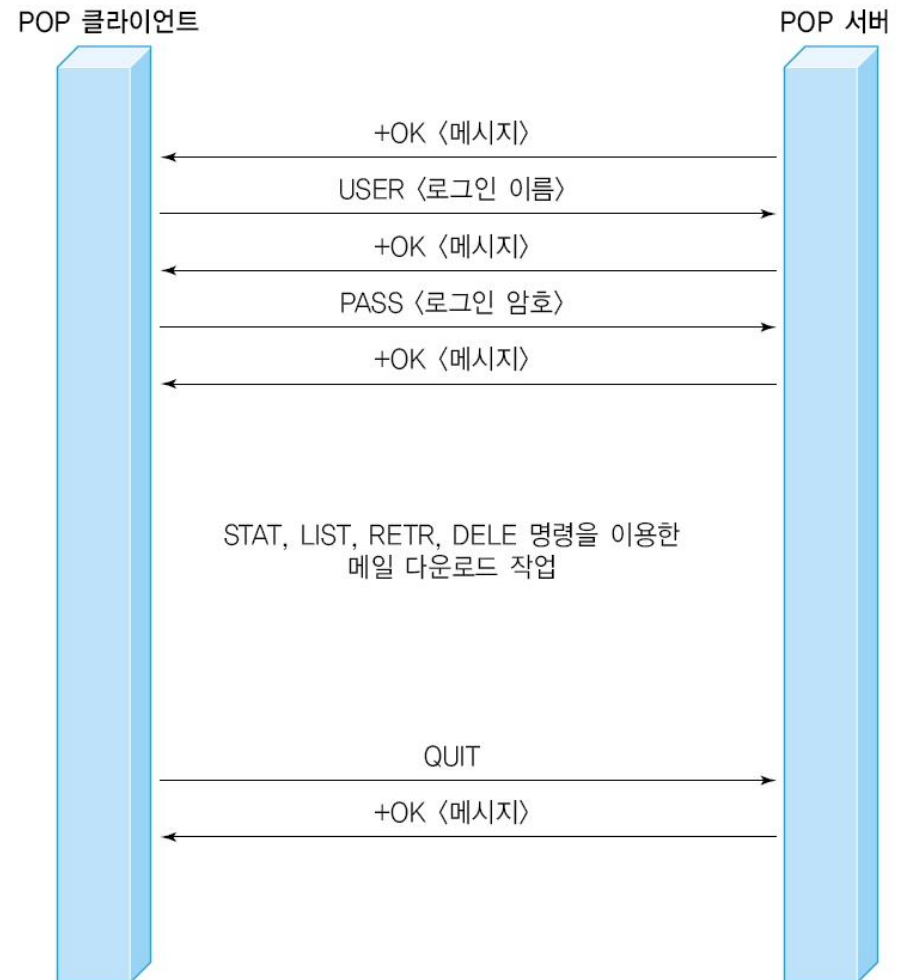 POP 클라이언트
POP 서버
+OK 〈메시지〉
USER 〈로그인 이름〉
+OK 〈메시지〉
PASS 〈로그인 암호〉
+OK 〈메시지〉
STAT, LIST, RETR, DELE 명령을 이용한
메일 다운로드 작업
QUIT
+OK 〈메시지〉